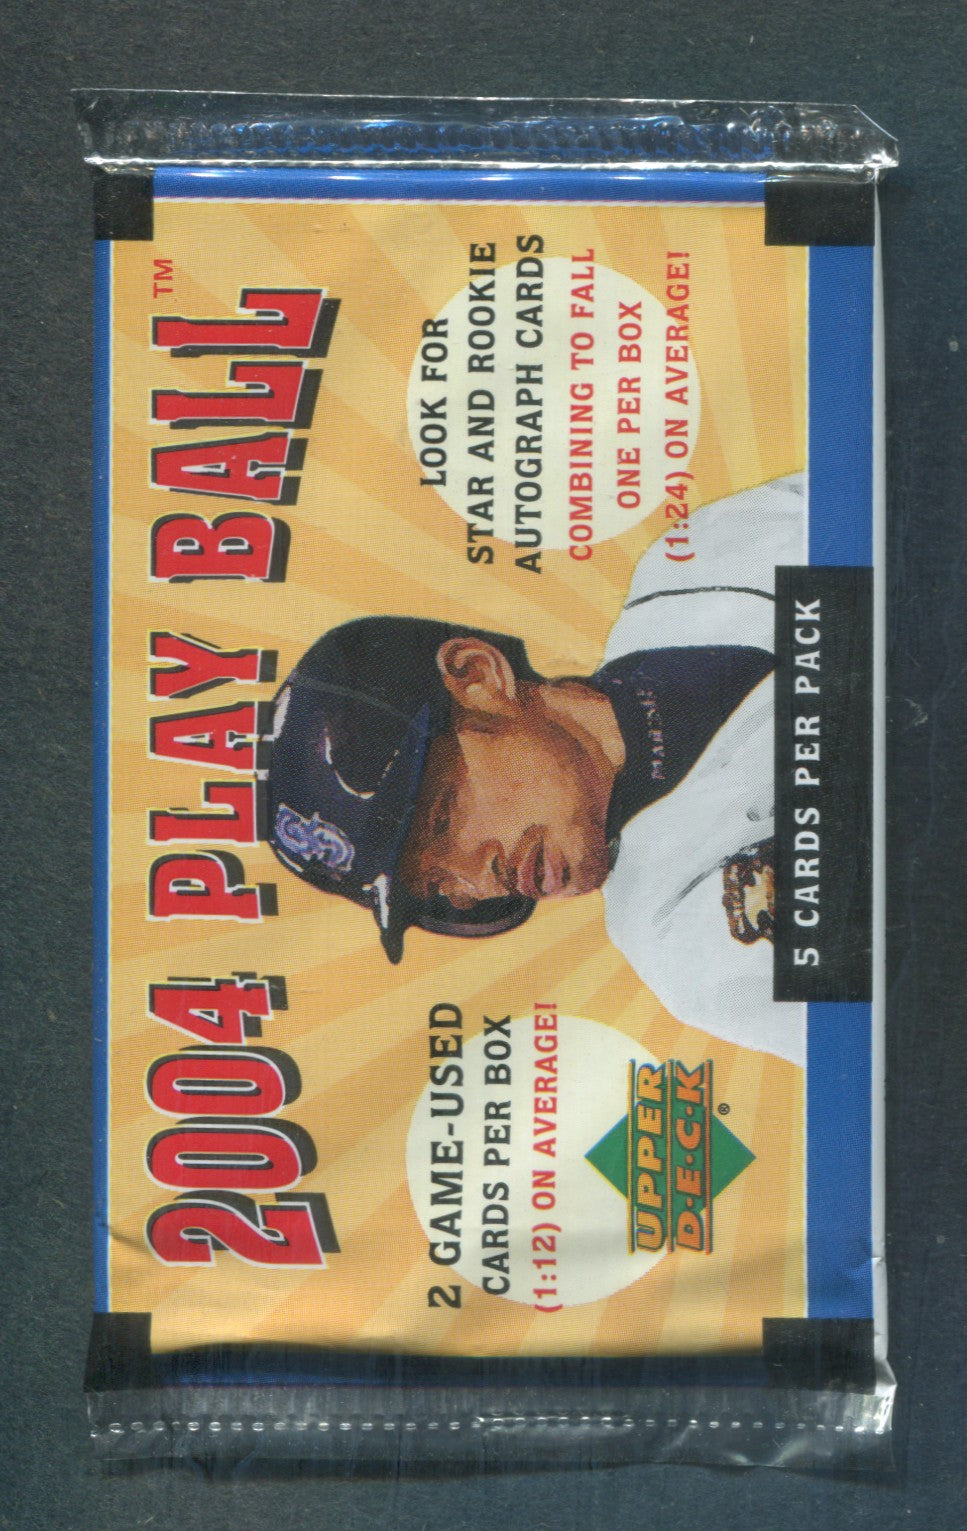 2004 PLAY BALL™
2 GAME-USED
CARDS PER BOX
(1:12) ON AVERAGE!
UPPER
D·E·C·K®
LOOK FOR
STAR AND ROOKIE
AUTOGRAPH CARDS
COMBINING TO FALL
ONE PER BOX
(1:24) ON AVERAGE!
5 CARDS PER PACK